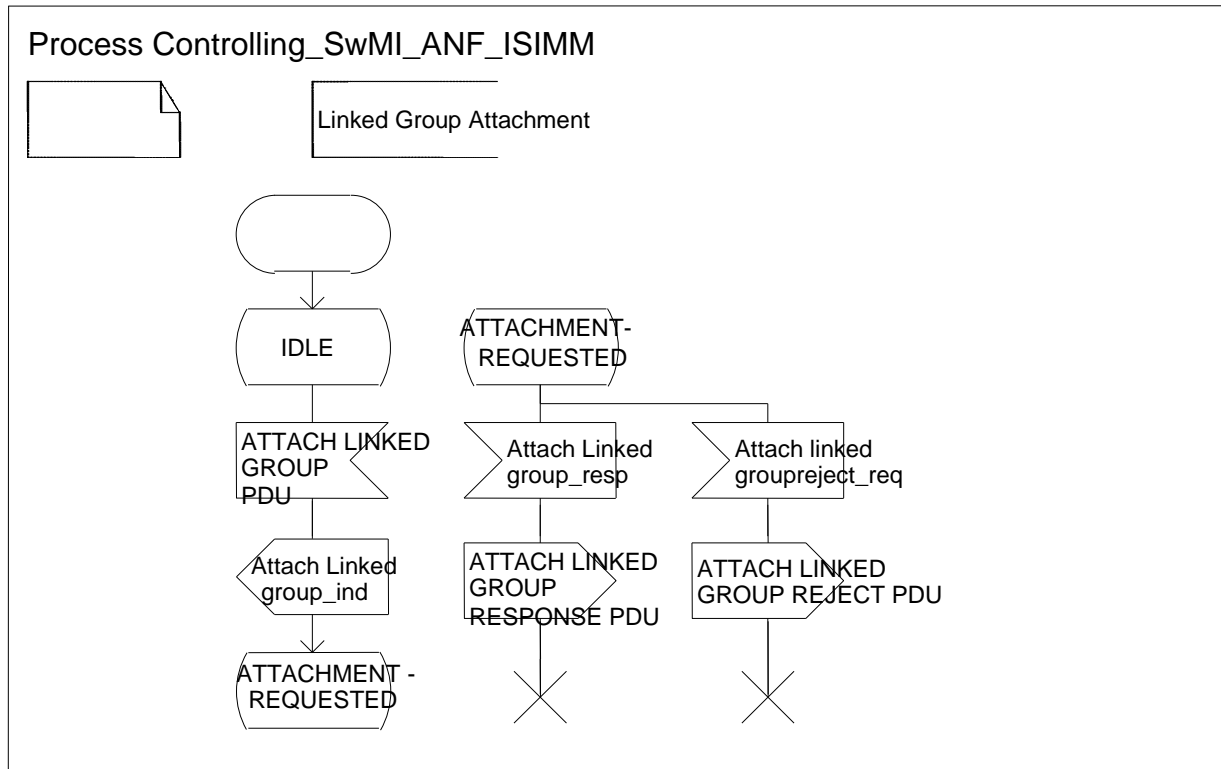 Process Controlling_SwMI_ANF_ISIMM
Linked Group Attachment
IDLE
ATTACH LINKED
GROUP
PDU
Attach Linked
group_ind
ATTACHMENT -
REQUESTED
ATTACHMENT-
REQUESTED
Attach Linked
group_resp
ATTACH LINKED
GROUP
RESPONSE PDU
Attach linked
groupreject_req
ATTACH LINKED
GROUP REJECT PDU